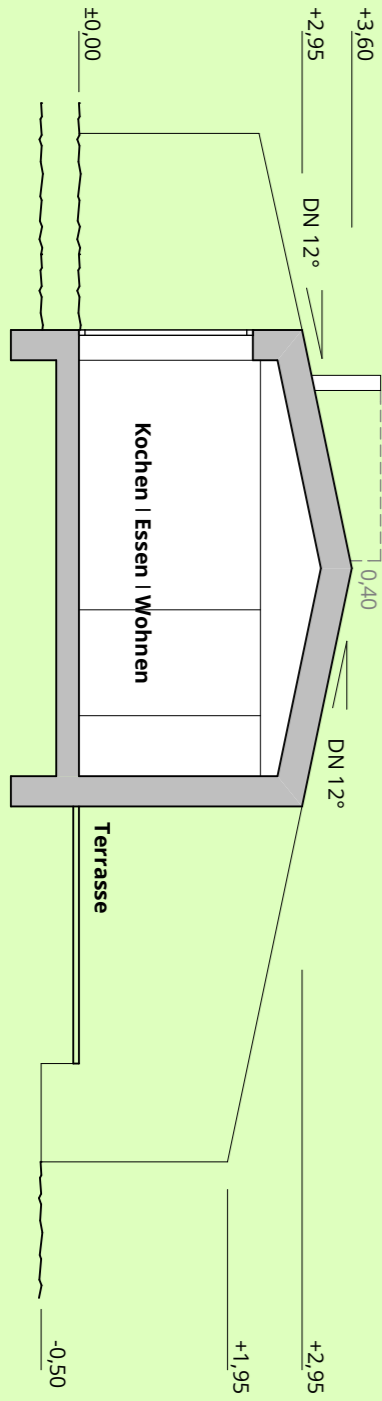 +3,60
+2,95
±0,00
DN 12°
0,40
DN 12°
Kochen | Essen | Wohnen
Terrasse
+2,95
+1,95
-0,50